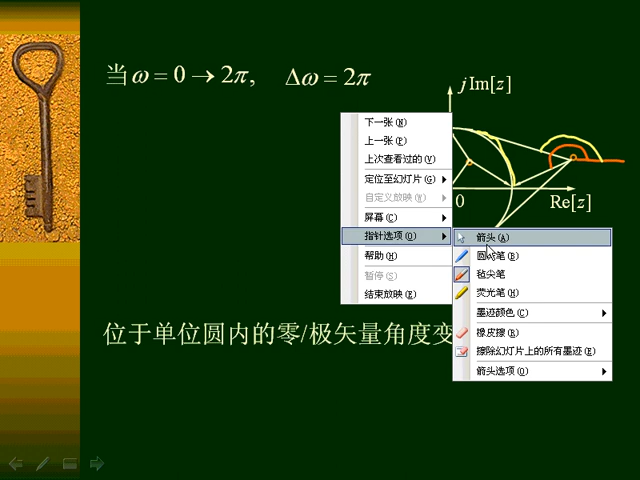 当ω = 0 → 2π, Δω = 2π
j Im[z]
0
Re[z]
下一张(N)
上一张(P)
上次查看过的(V)
定位至幻灯片(G)
自定义放映(W)
屏幕(C)
指针选项(O)
帮助(H)
暂停(S)
结束放映(E)
箭头(A)
圆珠笔(B)
毡尖笔
荧光笔(H)
墨迹颜色(C)
橡皮擦(R)
擦除幻灯片上的所有墨迹(E)
箭头选项(O)
位于单位圆内的零/极矢量角度变